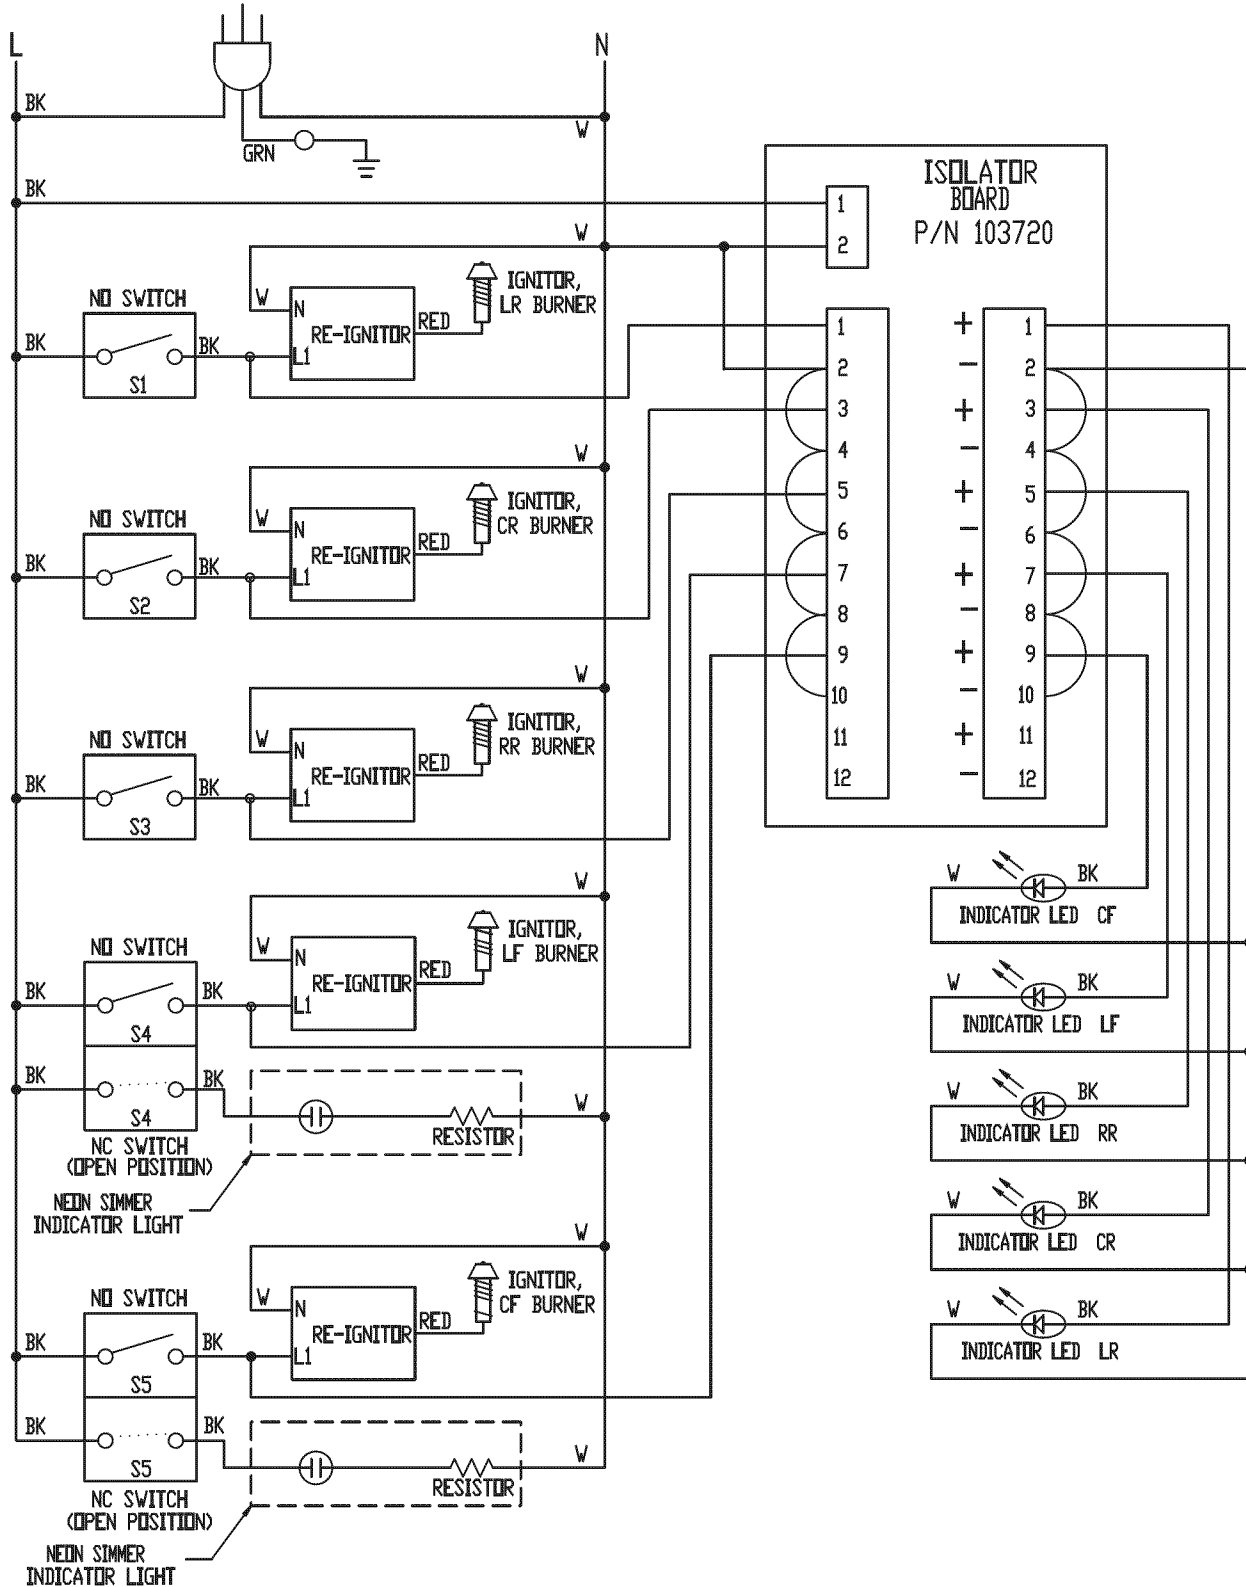 L
N
BK
W
GRN
ISOLATOR
BOARD
P/N 103720
BK
1
W
2
NO SWITCH
W
N
RE-IGNITOR
RED
IGNITOR,
LR BURNER
BK
BK
L1
S1
NO SWITCH
W
W
N
RE-IGNITOR
RED
IGNITOR,
CR BURNER
BK
BK
L1
S2
NO SWITCH
W
W
N
RE-IGNITOR
RED
IGNITOR,
RR BURNER
BK
BK
L1
S3
NO SWITCH
W
W
N
RE-IGNITOR
RED
IGNITOR,
LF BURNER
BK
BK
L1
S4
BK
BK
W
S4
RESISTOR
NC SWITCH
(OPEN POSITION)
NEON SIMMER
INDICATOR LIGHT
NO SWITCH
W
W
N
RE-IGNITOR
RED
IGNITOR,
CF BURNER
BK
BK
L1
S5
BK
BK
W
S5
RESISTOR
NC SWITCH
(OPEN POSITION)
NEON SIMMER
INDICATOR LIGHT
1 + 1
2 - 2
3 + 3
4 - 4
5 + 5
6 - 6
7 + 7
8 - 8
9 + 9
10 - 10
11 + 11
12 - 12
W BK
INDICATOR LED CF
W BK
INDICATOR LED LF
W BK
INDICATOR LED RR
W BK
INDICATOR LED CR
W BK
INDICATOR LED LR